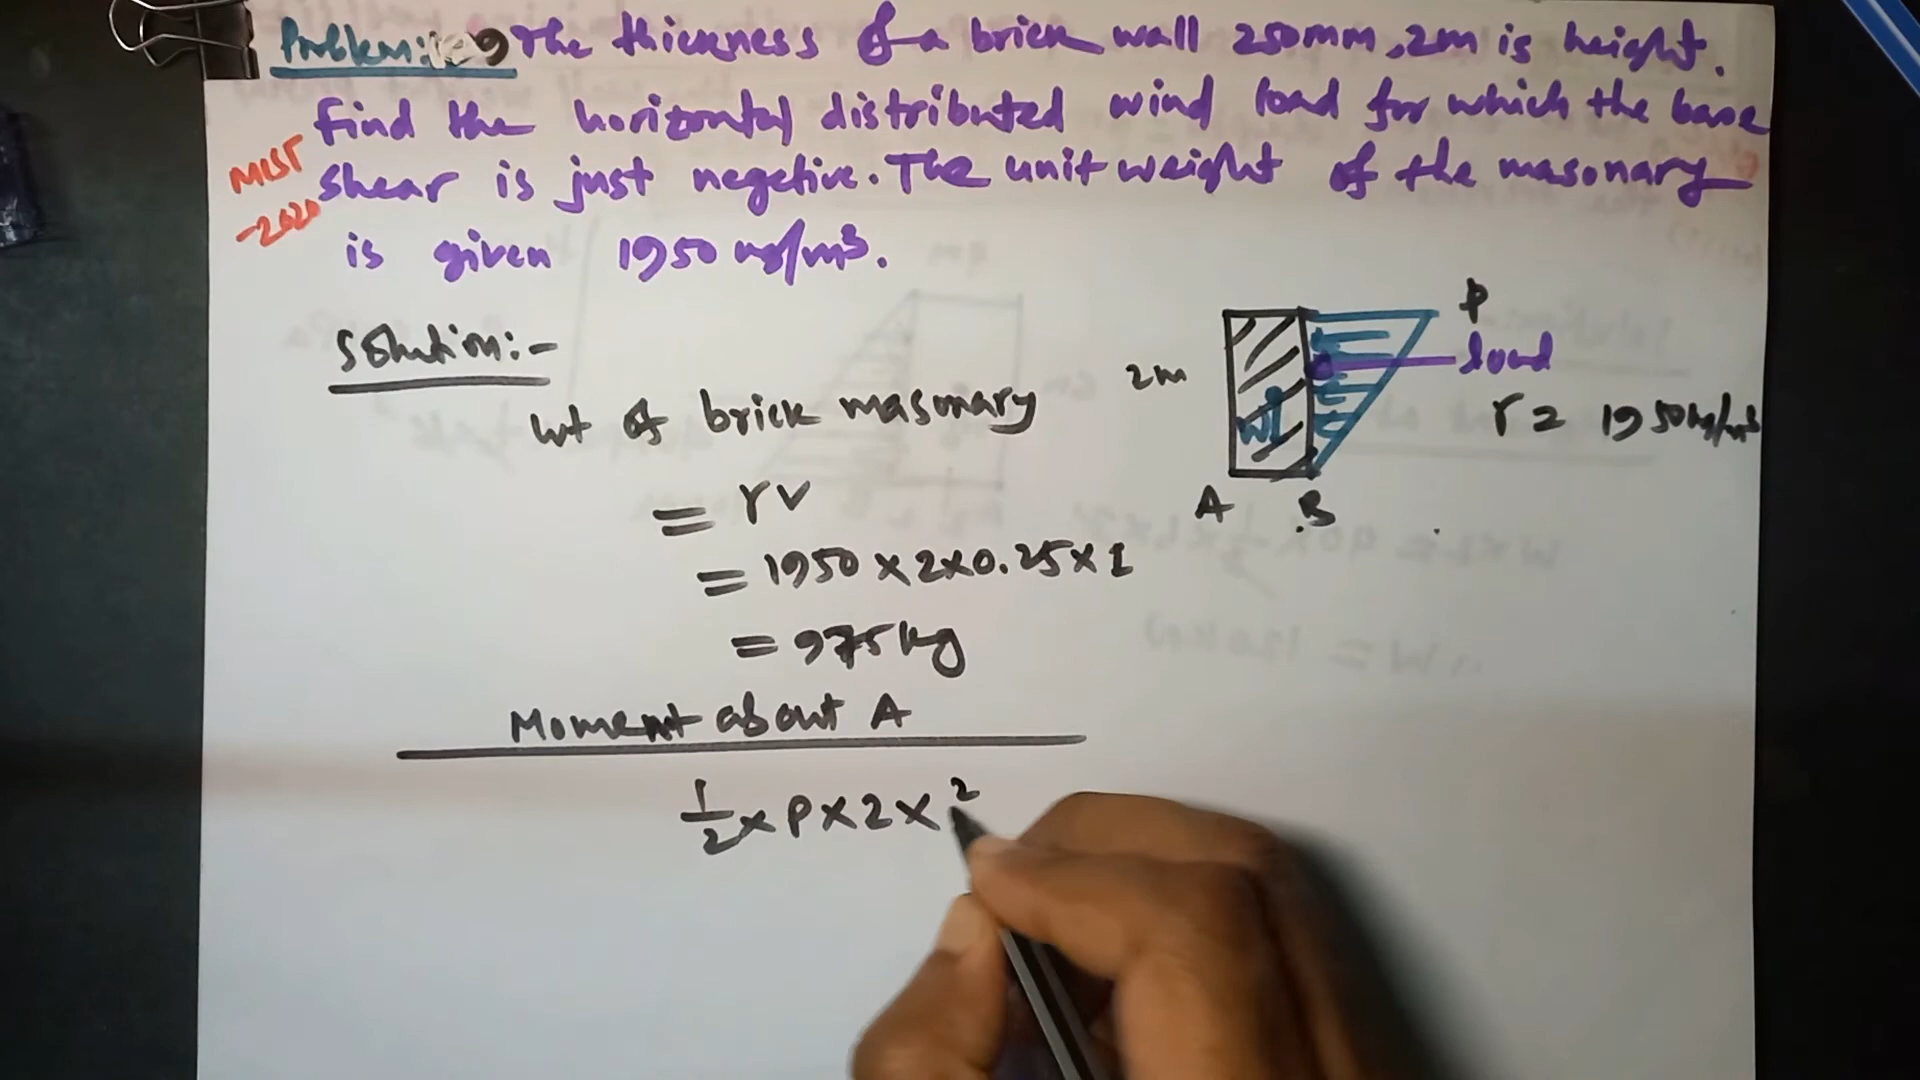 Problem: The thickness of a brick wall 250mm, 2m is height.
Find the horizontal distributed wind load for which the base
shear is just negetive. The unit weight of the masonary
is given 1950 kg/m³.
MIST
-2020
Solution:-
wt of brick masonary
= γv
= 1950 × 2×0.25×1
= 975 kg
Moment about A
1/2 × P × 2 × 2
P
load
2m
γ = 1950kg/m³
wt
A B